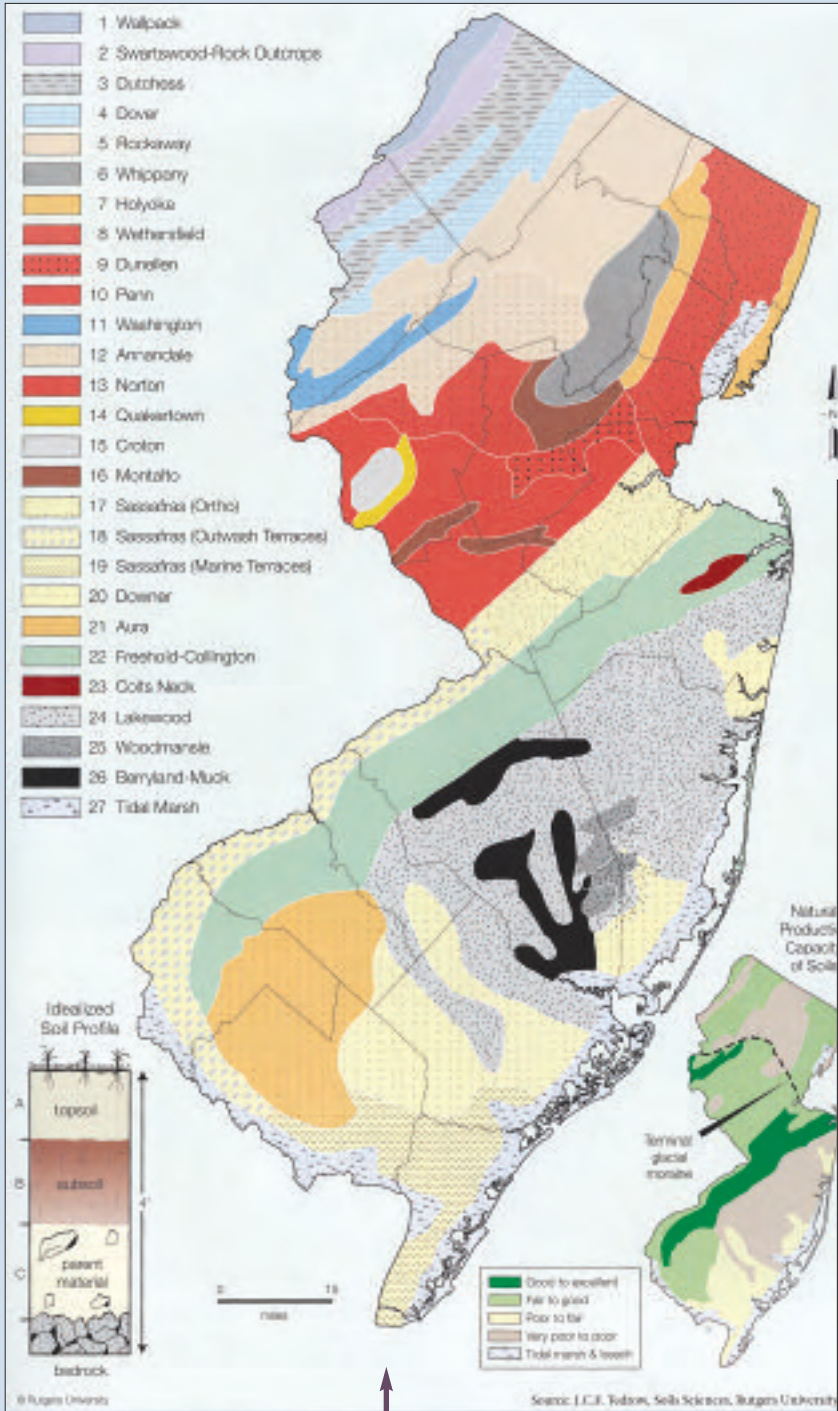 1 Wallpack
2 Swartswood-Rock Outcrops
3 Dutchess
4 Dover
5 Rockaway
6 Whippany
7 Holyoke
8 Wethersfield
9 Dunellen
10 Penn
11 Washington
12 Annandale
13 Norton
14 Quakertown
15 Croton
16 Montalto
17 Sassafras (Ortho)
18 Sassafras (Outwash Terraces)
19 Sassafras (Marine Terraces)
20 Downer
21 Aura
22 Freehold-Collington
23 Colts Neck
24 Lakewood
25 Woodmansie
26 Berryland-Muck
27 Tidal Marsh
Idealized
Soil Profile
A
topsoil
B
subsoil
4'
C
parent
material
bedrock
0 15
miles
Natural
Producti
Capacity
of Soils
Terminal
glacial
moraine
Good to excellent
Fair to good
Poor to fair
Very poor to poor
Tidal marsh & beach
© Rutgers University
Source: J.C.F. Tedrow, Soils Sciences, Rutgers University